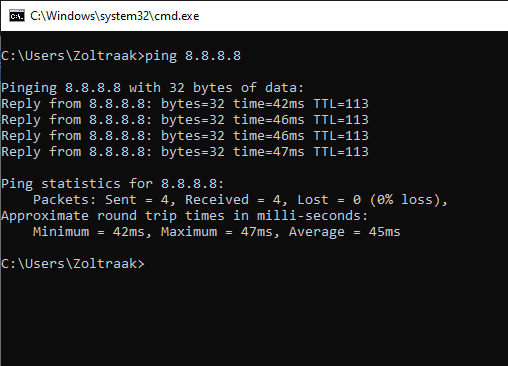 C:\Windows\system32\cmd.exe
C:\Users\Zoltraak>ping 8.8.8.8
Pinging 8.8.8.8 with 32 bytes of data:
Reply from 8.8.8.8: bytes=32 time=42ms TTL=113
Reply from 8.8.8.8: bytes=32 time=46ms TTL=113
Reply from 8.8.8.8: bytes=32 time=46ms TTL=113
Reply from 8.8.8.8: bytes=32 time=47ms TTL=113
Ping statistics for 8.8.8.8:
    Packets: Sent = 4, Received = 4, Lost = 0 (0% loss),
Approximate round trip times in milli-seconds:
    Minimum = 42ms, Maximum = 47ms, Average = 45ms
C:\Users\Zoltraak>